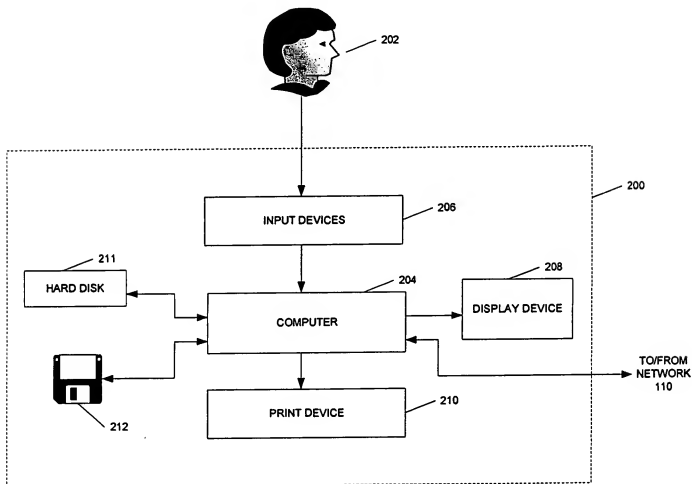 202
200
INPUT DEVICES
206
211
HARD DISK
204
COMPUTER
208
DISPLAY DEVICE
TO/FROM
NETWORK
110
212
PRINT DEVICE
210